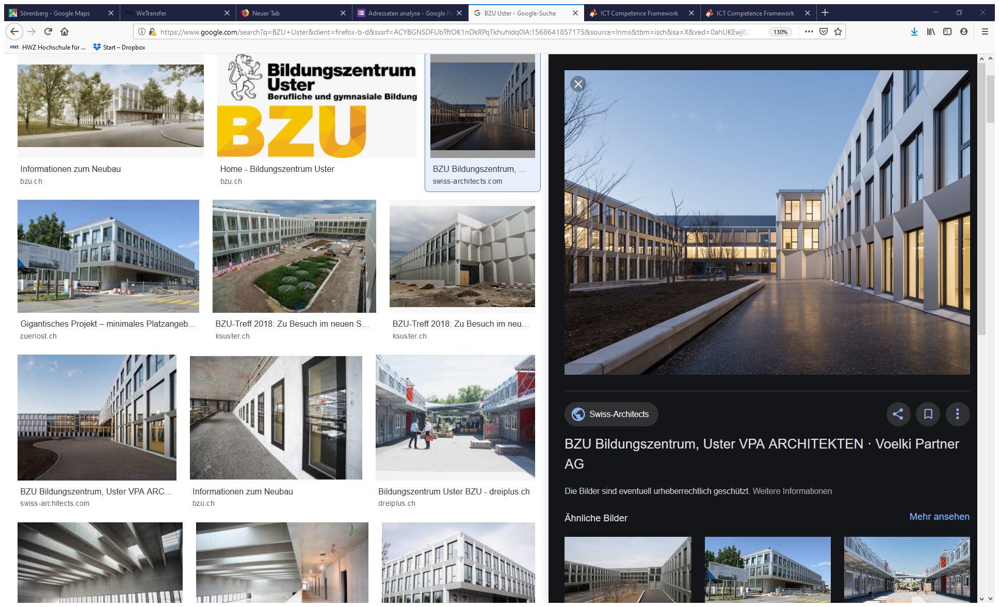 Sörenberg - Google Maps
WeTransfer
Neuer Tab
Adressaten analyse - Google Fo
BZU Uster - Google-Suche
ICT Competence Framework
ICT Competence Framework
https://www.google.com/search?q=BZU+Uster&client=firefox-b-d&sxsrf=ACYBGNSDFUbTftOK1nDkRPqTkhuhIdq0lA:1568641857175&source=lnms&tbm=isch&sa=X&ved=0ahUKEwj82
130%
HWZ HWZ Hochschule für ...
Start – Dropbox
Bildungszentrum
Uster
Berufliche und gymnasiale Bildung
BZU
Informationen zum Neubau
bzu.ch
Home - Bildungszentrum Uster
bzu.ch
BZU Bildungszentrum, ...
swiss-architects.com
Gigantisches Projekt – minimales Platzangeb...
zueriost.ch
BZU-Treff 2018: Zu Besuch im neuen S...
ksuster.ch
BZU-Treff 2018: Zu Besuch im neu...
ksuster.ch
BZU Bildungszentrum, Uster VPA ARC...
swiss-architects.com
Informationen zum Neubau
bzu.ch
Bildungszentrum Uster BZU - dreiplus.ch
dreiplus.ch
BZU
Swiss-Architects
BZU Bildungszentrum, Uster VPA ARCHITEKTEN · Voelki Partner
AG
Die Bilder sind eventuell urheberrechtlich geschützt. Weitere Informationen
Ähnliche Bilder
Mehr ansehen